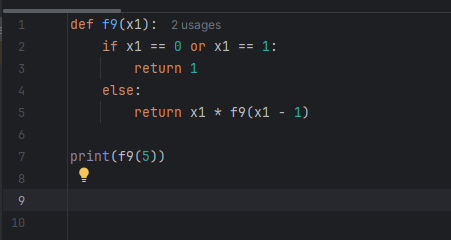 1 def f9(x1): 2 usages
2     if x1 == 0 or x1 == 1:
3         return 1
4     else:
5         return x1 * f9(x1 - 1)
6
7 print(f9(5))
8
9
10